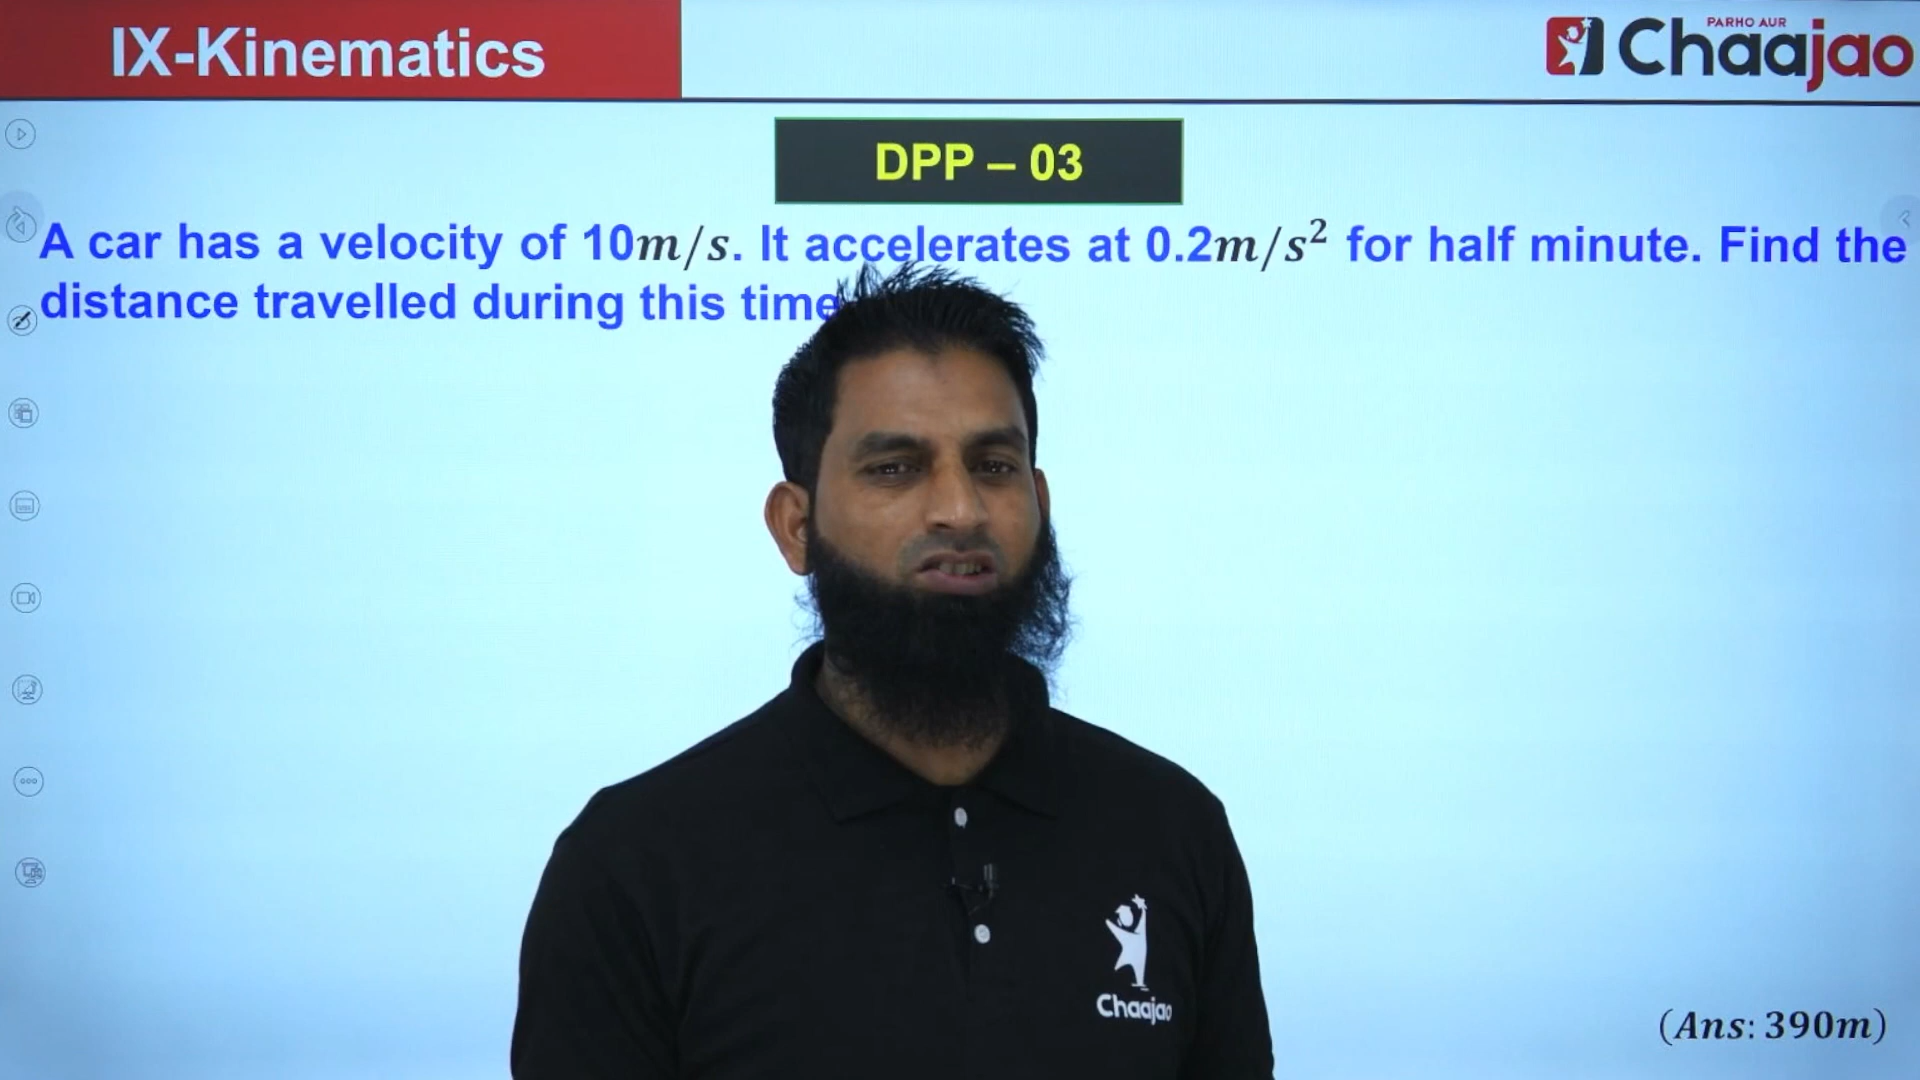 IX-Kinematics
PARHO AUR
Chaajao
DPP – 03
A car has a velocity of 10m/s. It accelerates at 0.2m/s² for half minute. Find the
distance travelled during this time
Chaajao
(Ans: 390m)